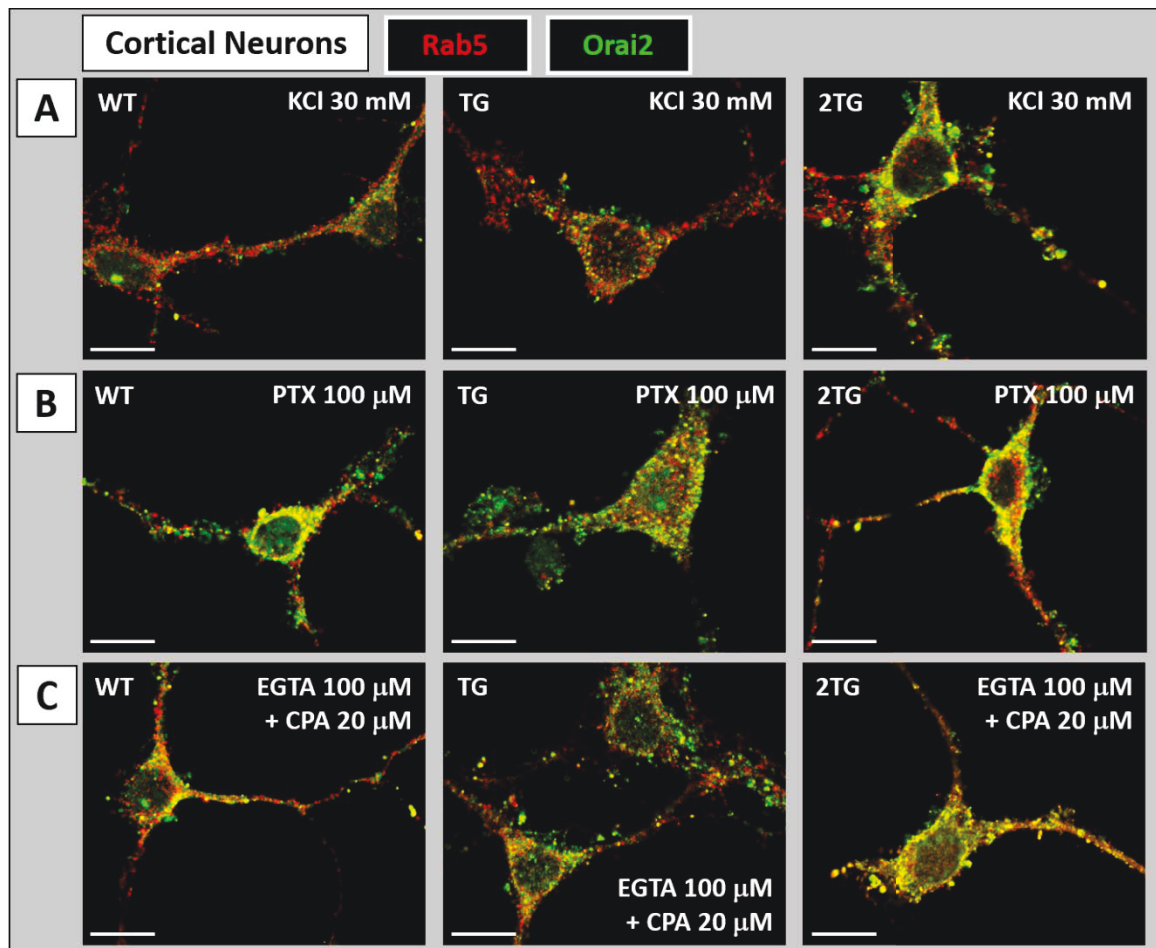 Cortical Neurons
Rab5
Orai2
A
WT
KCl 30 mM
TG
KCl 30 mM
2TG
KCl 30 mM
B
WT
PTX 100 μM
TG
PTX 100 μM
2TG
PTX 100 μM
C
WT
EGTA 100 μM
+ CPA 20 μM
TG
EGTA 100 μM
+ CPA 20 μM
2TG
EGTA 100 μM
+ CPA 20 μM